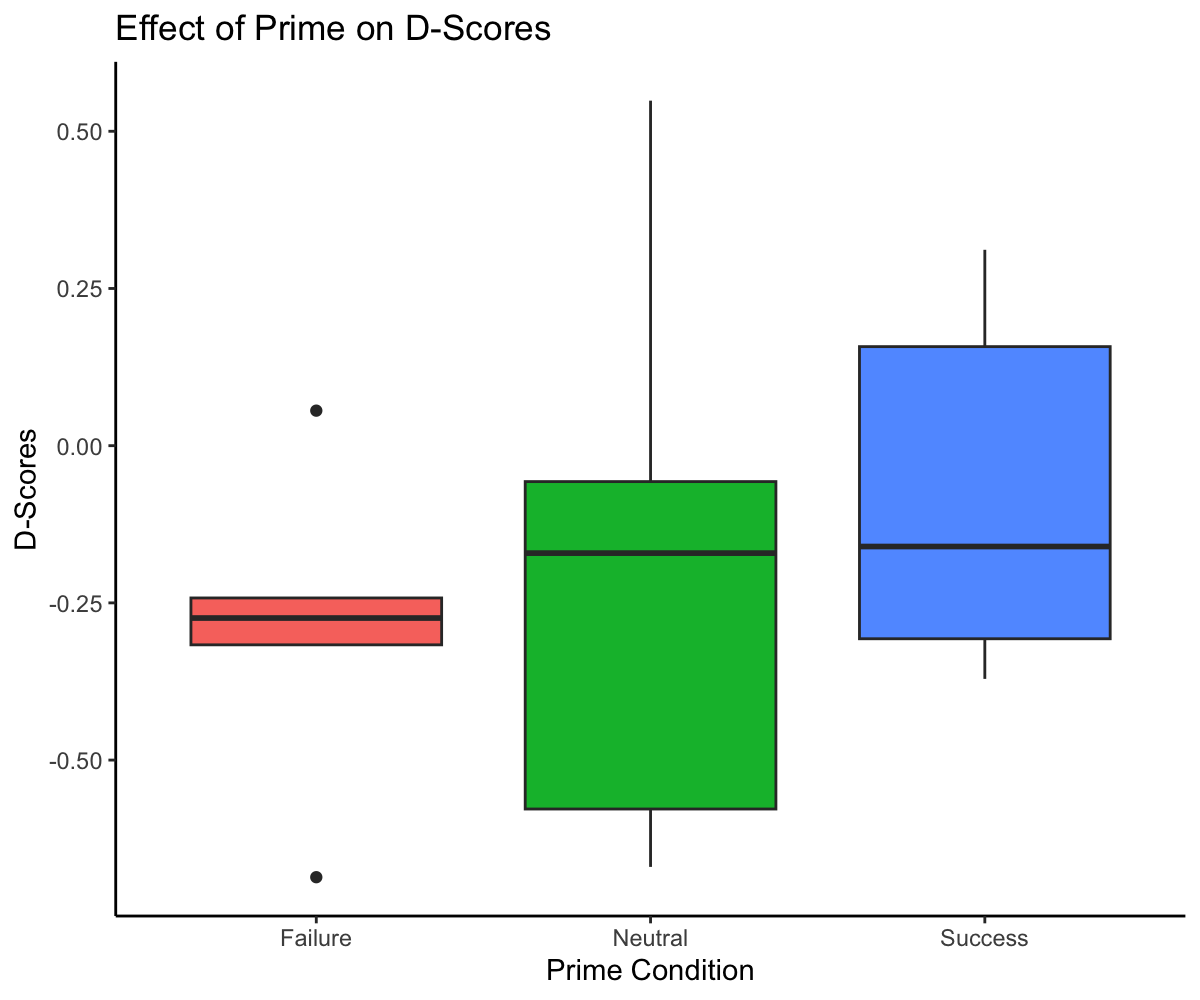 Effect of Prime on D-Scores
D-Scores
0.50
0.25
0.00
-0.25
-0.50
Failure
Neutral
Success
Prime Condition